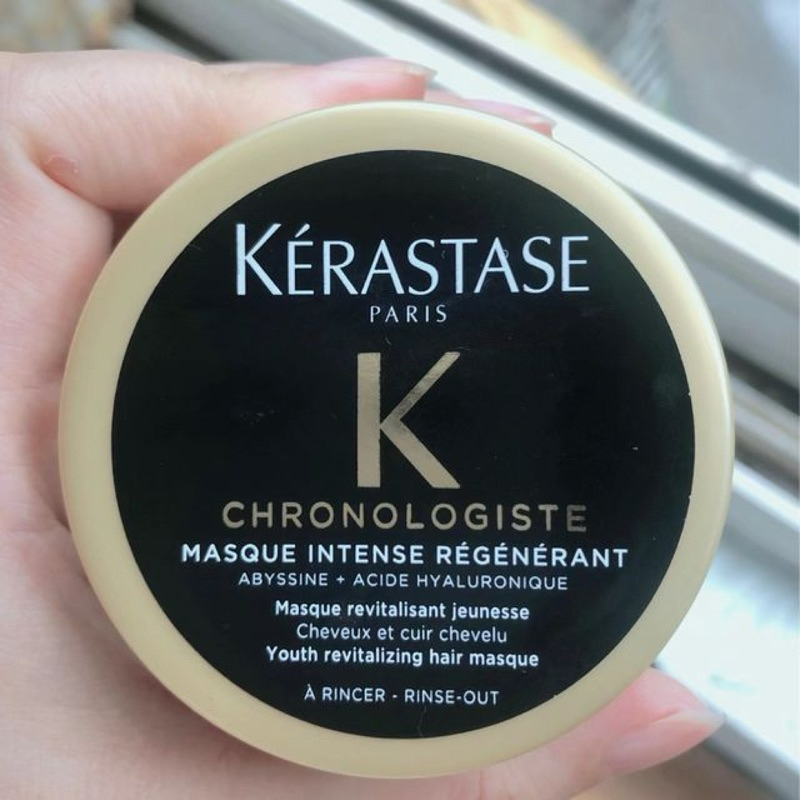 KÉRASTASE
PARIS
K
CHRONOLOGISTE
MASQUE INTENSE RÉGÉNÉRANT
ABYSSINE + ACIDE HYALURONIQUE
Masque revitalisant jeunesse
Cheveux et cuir chevelu
Youth revitalizing hair masque
À RINCER - RINSE-OUT